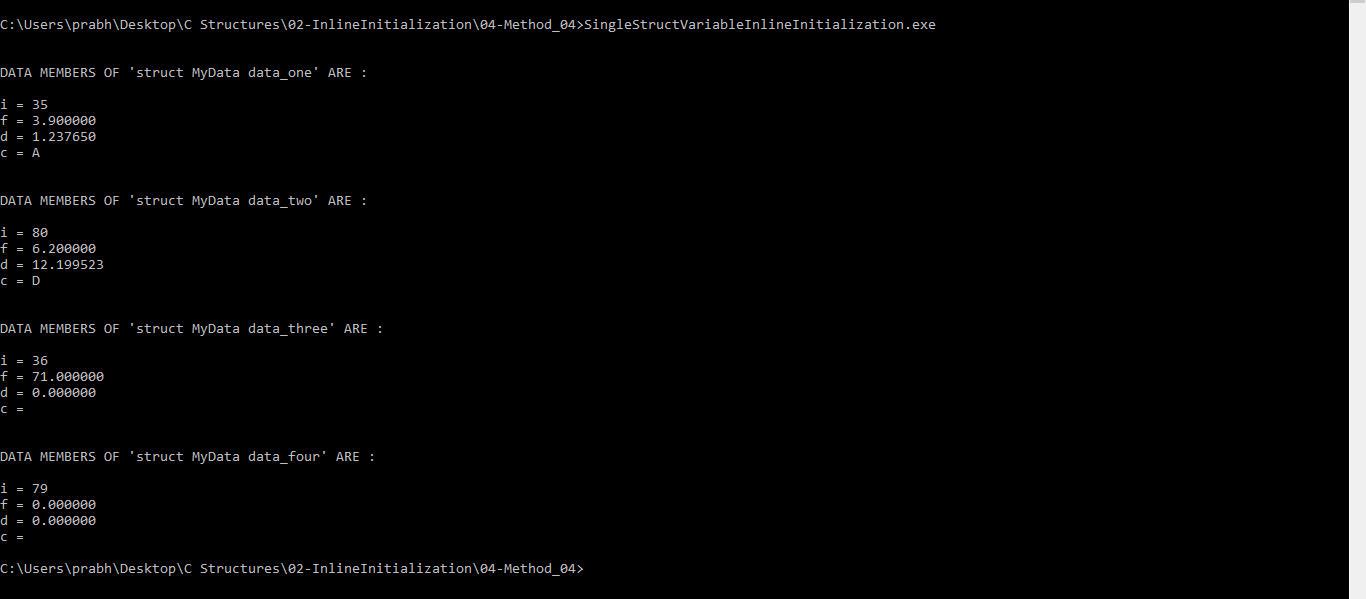 C:\Users\prabh\Desktop\C Structures\02-InlineInitialization\04-Method_04>SingleStructVariableInlineInitialization.exe
DATA MEMBERS OF 'struct MyData data_one' ARE :
i = 35
f = 3.900000
d = 1.237650
c = A
DATA MEMBERS OF 'struct MyData data_two' ARE :
i = 80
f = 6.200000
d = 12.199523
c = D
DATA MEMBERS OF 'struct MyData data_three' ARE :
i = 36
f = 71.000000
d = 0.000000
c =
DATA MEMBERS OF 'struct MyData data_four' ARE :
i = 79
f = 0.000000
d = 0.000000
c =
C:\Users\prabh\Desktop\C Structures\02-InlineInitialization\04-Method_04>